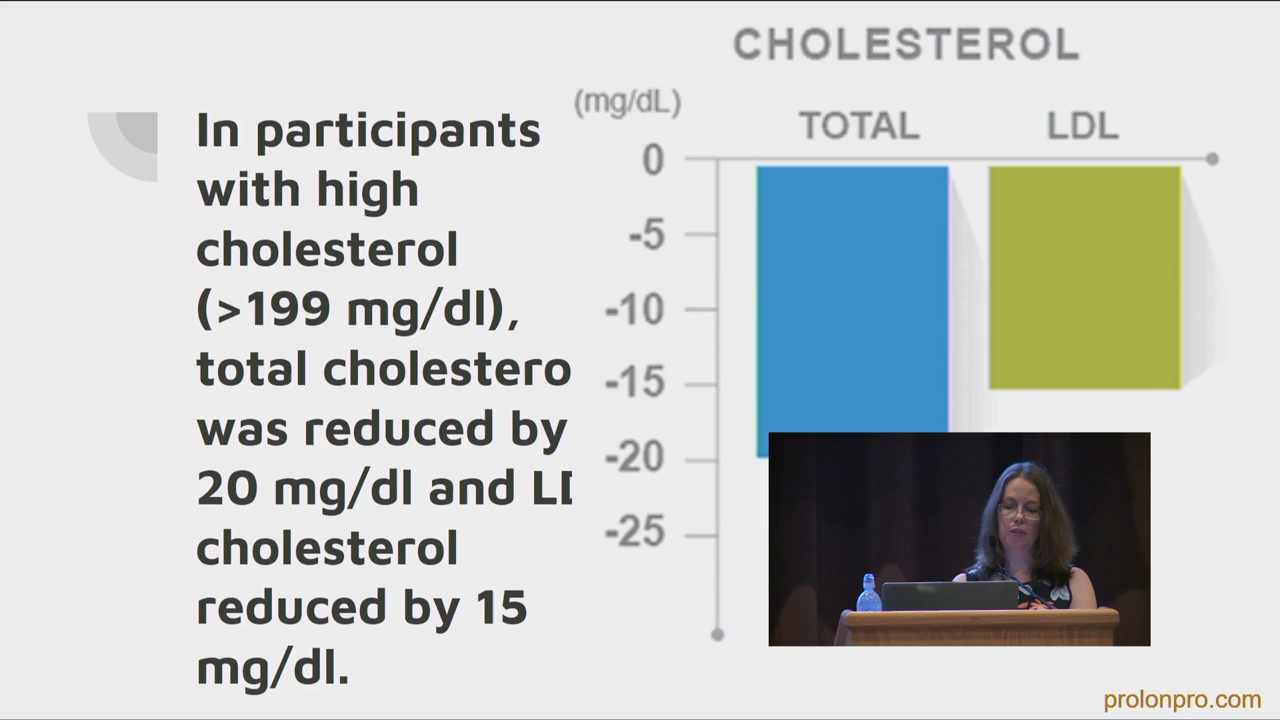 In participants
with high
cholesterol
(>199 mg/dl),
total cholestero
was reduced by
20 mg/dl and
cholesterol
reduced by 15
mg/dl.
CHOLESTEROL
(mg/dL)
TOTAL LDL
0
-5
-10
-15
-20
-25
prolonpro.com